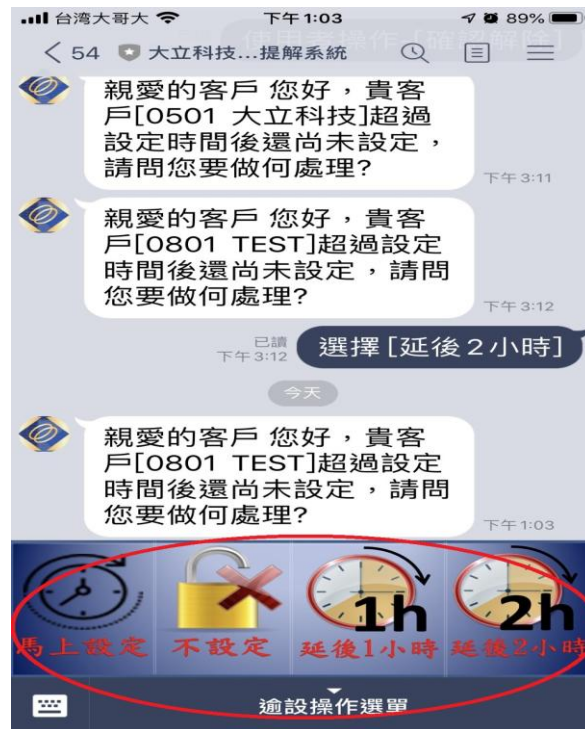 台湾大哥大
下午1:03
89%
54
大立科技...提解系統
使用者操作-[確認解除]
親愛的客戶 您好，貴客
戶[0501 大立科技]超過
設定時間後還尚未設定，
請問您要做何處理?
下午 3:11
親愛的客戶 您好，貴客
戶[0801 TEST]超過設定
時間後還尚未設定，請問
您要做何處理?
下午 3:12
已讀
下午 3:12
選擇 [延後２小時]
今天
親愛的客戶 您好，貴客
戶[0801 TEST]超過設定
時間後還尚未設定，請問
您要做何處理?
下午 1:03
馬上設定
不設定
1h
延後1小時
2h
延後2小時
逾設操作選單